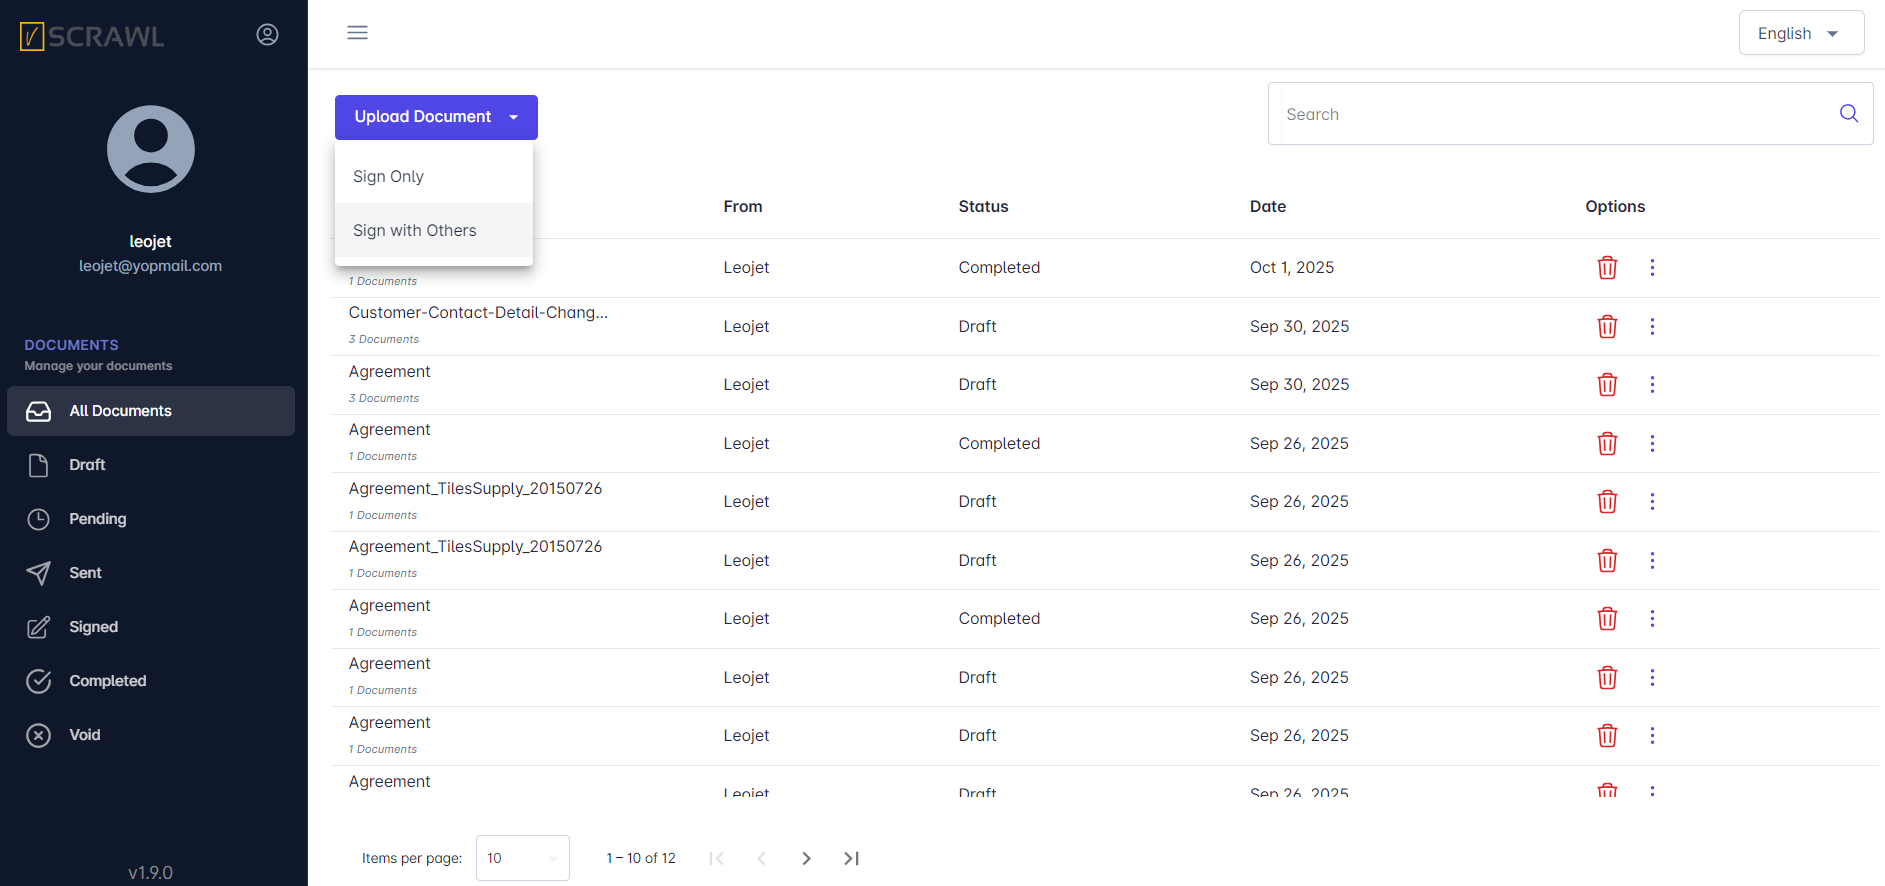 SCRAWL
English
leojet
leojet@yopmail.com
DOCUMENTS
Manage your documents
All Documents
Draft
Pending
Sent
Signed
Completed
Void
v1.9.0
Upload Document
Search
Sign Only
Sign with Others
From Status Date Options
1 Documents Leojet Completed Oct 1, 2025
Customer-Contact-Detail-Chang...
3 Documents Leojet Draft Sep 30, 2025
Agreement
3 Documents Leojet Draft Sep 30, 2025
Agreement
1 Documents Leojet Completed Sep 26, 2025
Agreement_TilesSupply_20150726
1 Documents Leojet Draft Sep 26, 2025
Agreement_TilesSupply_20150726
1 Documents Leojet Draft Sep 26, 2025
Agreement
1 Documents Leojet Completed Sep 26, 2025
Agreement
1 Documents Leojet Draft Sep 26, 2025
Agreement
1 Documents Leojet Draft Sep 26, 2025
Agreement
Leojet Draft Sep 26, 2025
Items per page: 10 1 – 10 of 12